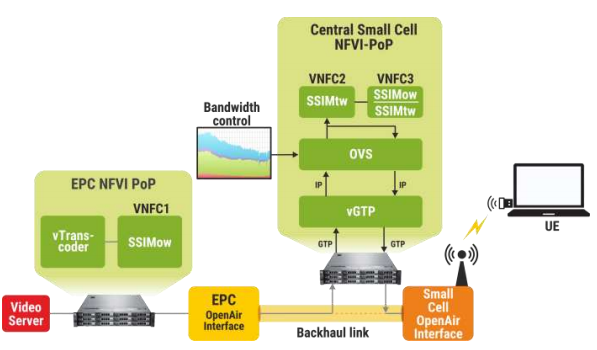 Central Small Cell
NFVI-PoP
VNFC2
VNFC3
SSIMtw
SSIMow
SSIMtw
Bandwidth
control
OVS
IP
IP
vGTP
GTP
GTP
EPC NFVI PoP
VNFC1
vTrans-
coder
SSIMow
UE
Video
Server
EPC
OpenAir
Interface
Backhaul link
Small
Cell
OpenAir
Interface